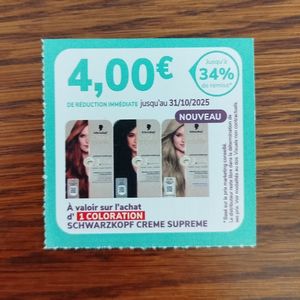 4,00€
DE RÉDUCTION IMMÉDIATE jusqu'au 31/10/2025
jusqu'à
34%
de remise*
NOUVEAU
À valoir sur l'achat
d' 1 COLORATION
SCHWARZKOPF CREME SUPREME